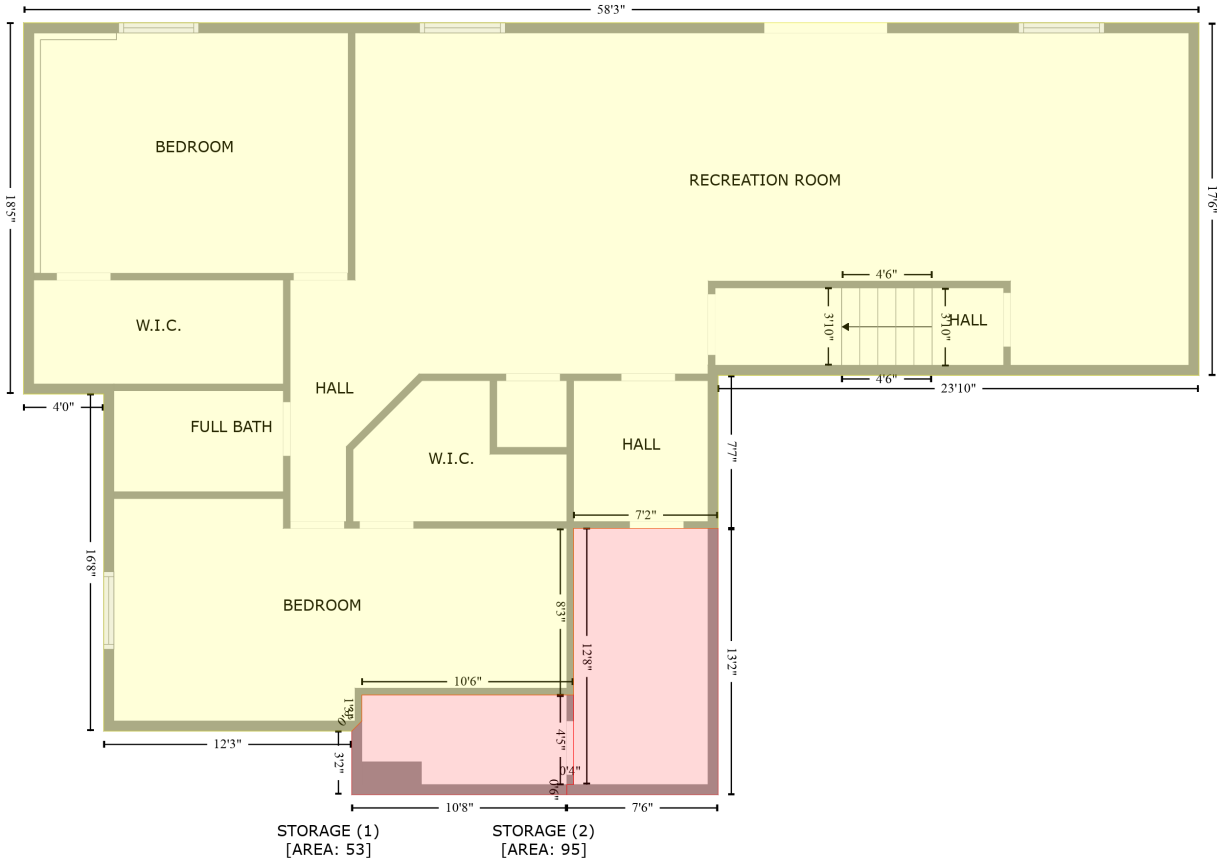 58'3"
BEDROOM
18'5"
17'6"
RECREATION ROOM
4'6"
W.I.C.
3'10"
3'10"
HALL
4'6"
23'10"
HALL
4'0"
FULL BATH
W.I.C.
HALL
7'7"
7'2"
16'8"
BEDROOM
8'3"
12'8"
13'2"
10'6"
4'5"
12'3"
3'2"
0'4"
0'6"
10'8"
7'6"
STORAGE (1)
[AREA: 53]
STORAGE (2)
[AREA: 95]